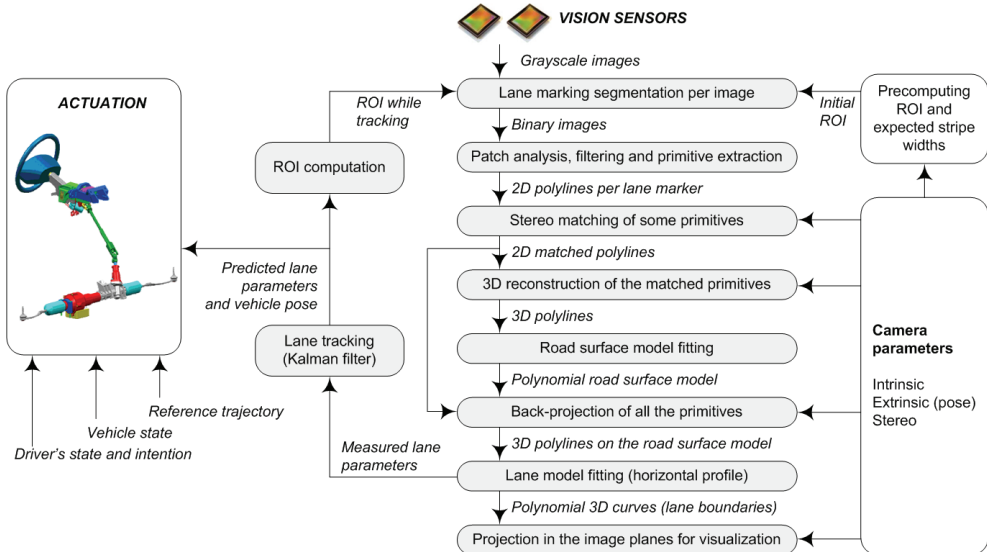 VISION SENSORS
Grayscale images
ACTUATION
ROI while
tracking
Lane marking segmentation per image
Initial
ROI
Precomputing
ROI and
expected stripe
widths
Binary images
ROI computation
Patch analysis, filtering and primitive extraction
2D polylines per lane marker
Stereo matching of some primitives
2D matched polylines
Predicted lane
parameters
and vehicle pose
3D reconstruction of the matched primitives
3D polylines
Lane tracking
(Kalman filter)
Road surface model fitting
Camera
parameters
Intrinsic
Extrinsic (pose)
Stereo
Polynomial road surface model
Reference trajectory
Vehicle state
Driver's state and intention
Back-projection of all the primitives
3D polylines on the road surface model
Measured lane
parameters
Lane model fitting (horizontal profile)
Polynomial 3D curves (lane boundaries)
Projection in the image planes for visualization